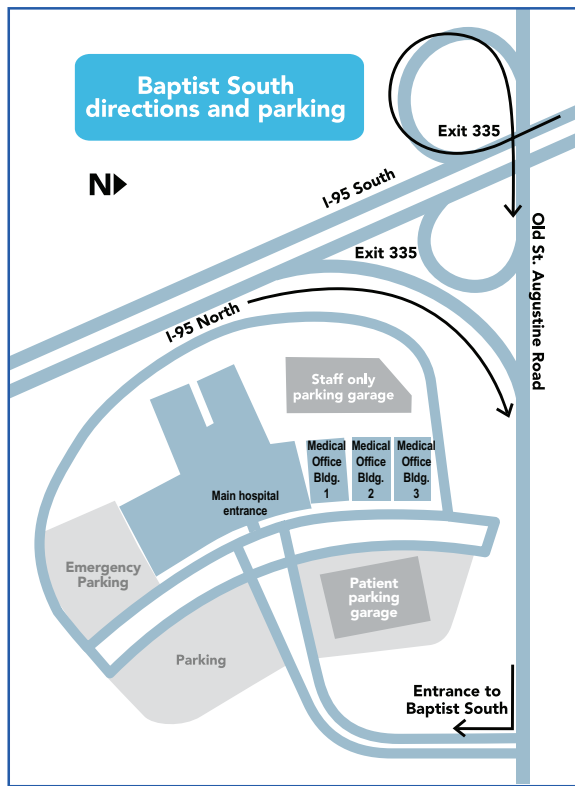 Baptist South
directions and parking
Exit 335
N
I-95 South
Old St. Augustine Road
Exit 335
I-95 North
Staff only
parking garage
Medical
Office
Bldg.
1
Medical
Office
Bldg.
2
Medical
Office
Bldg.
3
Main hospital
entrance
Emergency
Parking
Patient
parking
garage
Parking
Entrance to
Baptist South